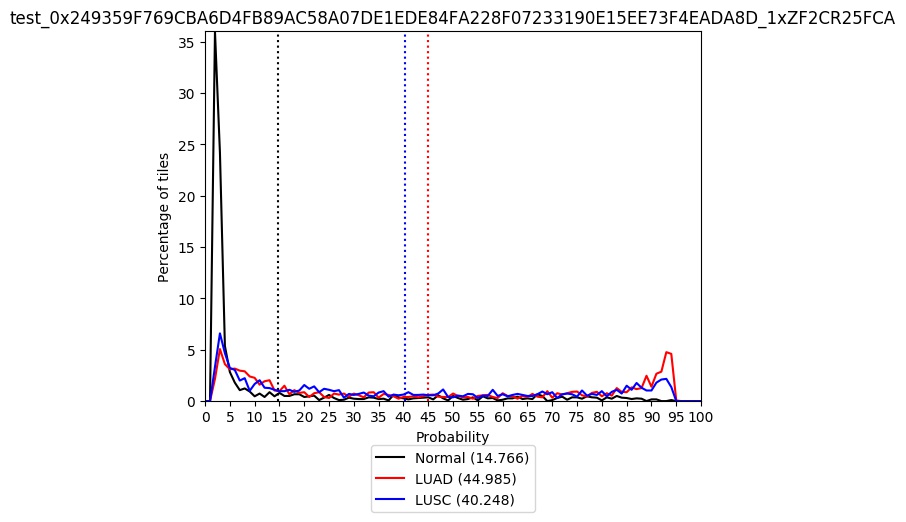 test_0x249359F769CBA6D4FB89AC58A07DE1EDE84FA228F07233190E15EE73F4EADA8D_1xZF2CR25FCA
35
30
25
20
15
10
5
0
Percentage of tiles
0 5 10 15 20 25 30 35 40 45 50 55 60 65 70 75 80 85 90 95 100
Probability
Normal (14.766)
LUAD (44.985)
LUSC (40.248)